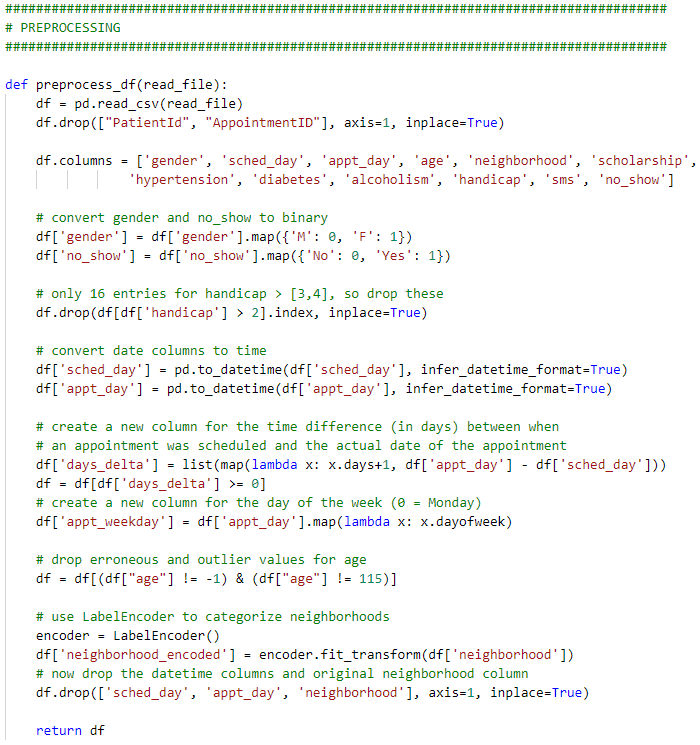 ######################################################################################
# PREPROCESSING
######################################################################################
def preprocess_df(read_file):
    df = pd.read_csv(read_file)
    df.drop(["PatientId", "AppointmentID"], axis=1, inplace=True)
    df.columns = ['gender', 'sched_day', 'appt_day', 'age', 'neighborhood', 'scholarship',
                'hypertension', 'diabetes', 'alcoholism', 'handicap', 'sms', 'no_show']
    # convert gender and no_show to binary
    df['gender'] = df['gender'].map({'M': 0, 'F': 1})
    df['no_show'] = df['no_show'].map({'No': 0, 'Yes': 1})
    # only 16 entries for handicap > [3,4], so drop these
    df.drop(df[df['handicap'] > 2].index, inplace=True)
    # convert date columns to time
    df['sched_day'] = pd.to_datetime(df['sched_day'], infer_datetime_format=True)
    df['appt_day'] = pd.to_datetime(df['appt_day'], infer_datetime_format=True)
    # create a new column for the time difference (in days) between when
    # an appointment was scheduled and the actual date of the appointment
    df['days_delta'] = list(map(lambda x: x.days+1, df['appt_day'] - df['sched_day']))
    df = df[df['days_delta'] >= 0]
    # create a new column for the day of the week (0 = Monday)
    df['appt_weekday'] = df['appt_day'].map(lambda x: x.dayofweek)
    # drop erroneous and outlier values for age
    df = df[(df["age"] != -1) & (df["age"] != 115)]
    # use LabelEncoder to categorize neighborhoods
    encoder = LabelEncoder()
    df['neighborhood_encoded'] = encoder.fit_transform(df['neighborhood'])
    # now drop the datetime columns and original neighborhood column
    df.drop(['sched_day', 'appt_day', 'neighborhood'], axis=1, inplace=True)
    return df